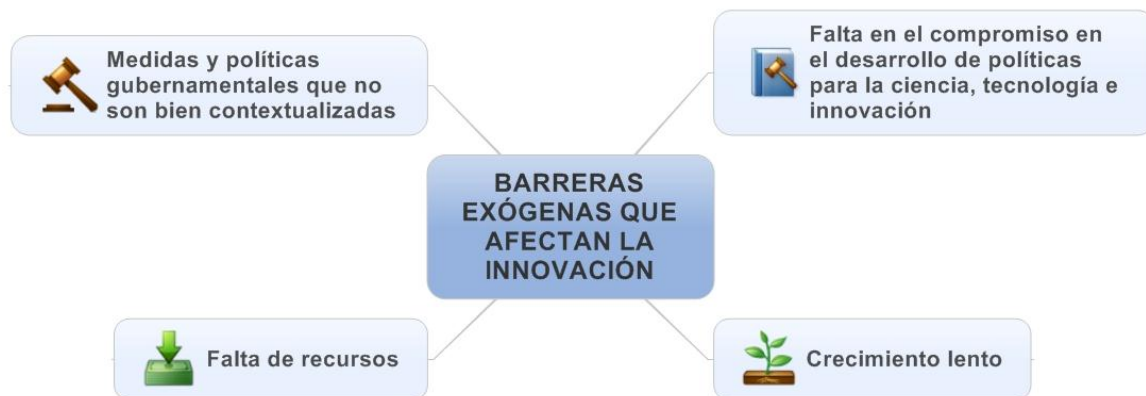 Medidas y políticas
gubernamentales que no
son bien contextualizadas
Falta en el compromiso en
el desarrollo de políticas
para la ciencia, tecnología e
innovación
BARRERAS
EXÓGENAS QUE
AFECTAN LA
INNOVACIÓN
Falta de recursos
Crecimiento lento